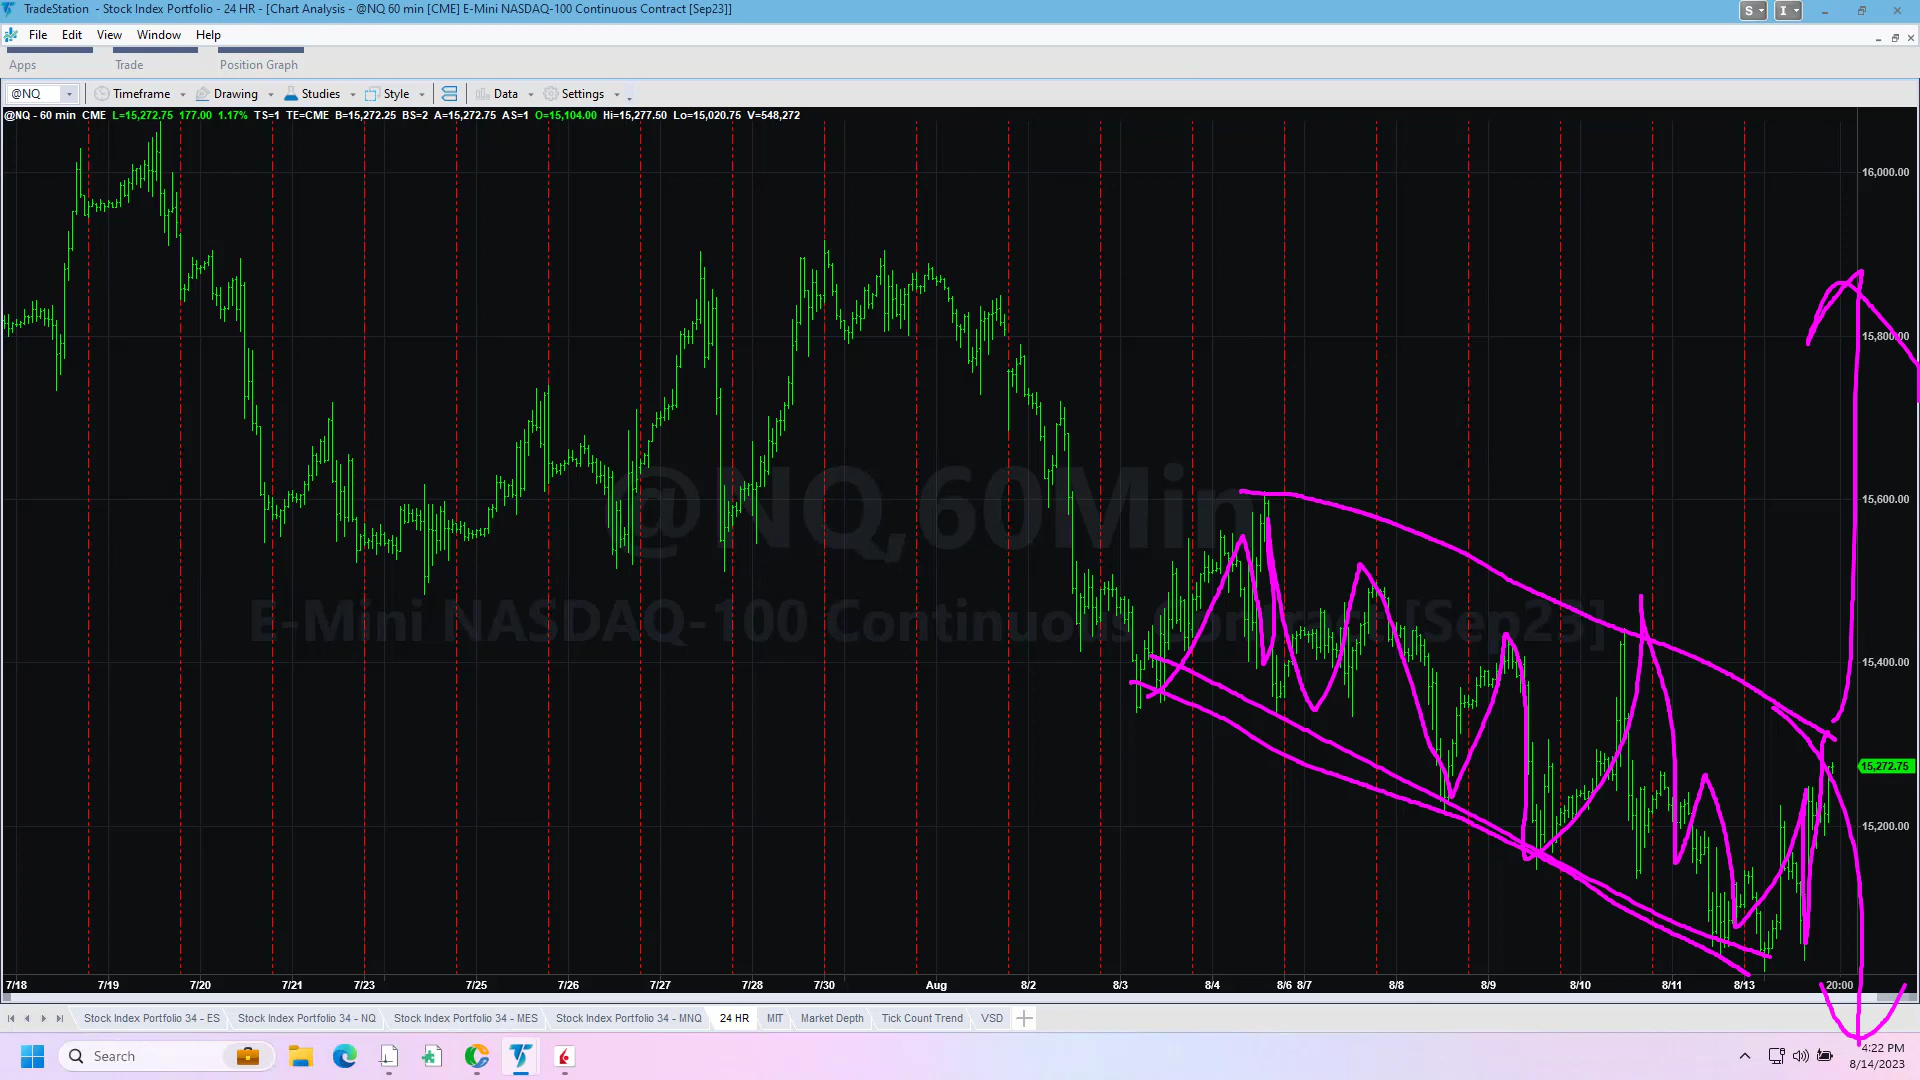 TradeStation - Stock Index Portfolio - 24 HR - [Chart Analysis - @NQ 60 min [CME] E-Mini NASDAQ-100 Continuous Contract [Sep23]]
S I
File Edit View Window Help
Apps Trade Position Graph
@NQ Timeframe Drawing Studies Style Data Settings
@NQ - 60 min CME L=15,272.75 177.00 1.17% TS=1 TE=CME B=15,272.25 BS=2 A=15,272.75 AS=1 O=15,104.00 Hi=15,277.50 Lo=15,020.75 V=548,272
16,000.00
15,800.00
15,600.00
@NQ,60Min
E-Mini NASDAQ-100 Continuous Contract [Sep23]
15,400.00
15,272.75
15,200.00
7/18 7/19 7/20 7/21 7/23 7/25 7/26 7/27 7/28 7/30 Aug 8/2 8/3 8/4 8/6 8/7 8/8 8/9 8/10 8/11 8/13 20:00
Stock Index Portfolio 34 - ES Stock Index Portfolio 34 - NQ Stock Index Portfolio 34 - MES Stock Index Portfolio 34 - MNQ 24 HR MIT Market Depth Tick Count Trend VSD
Search
4:22 PM
8/14/2023